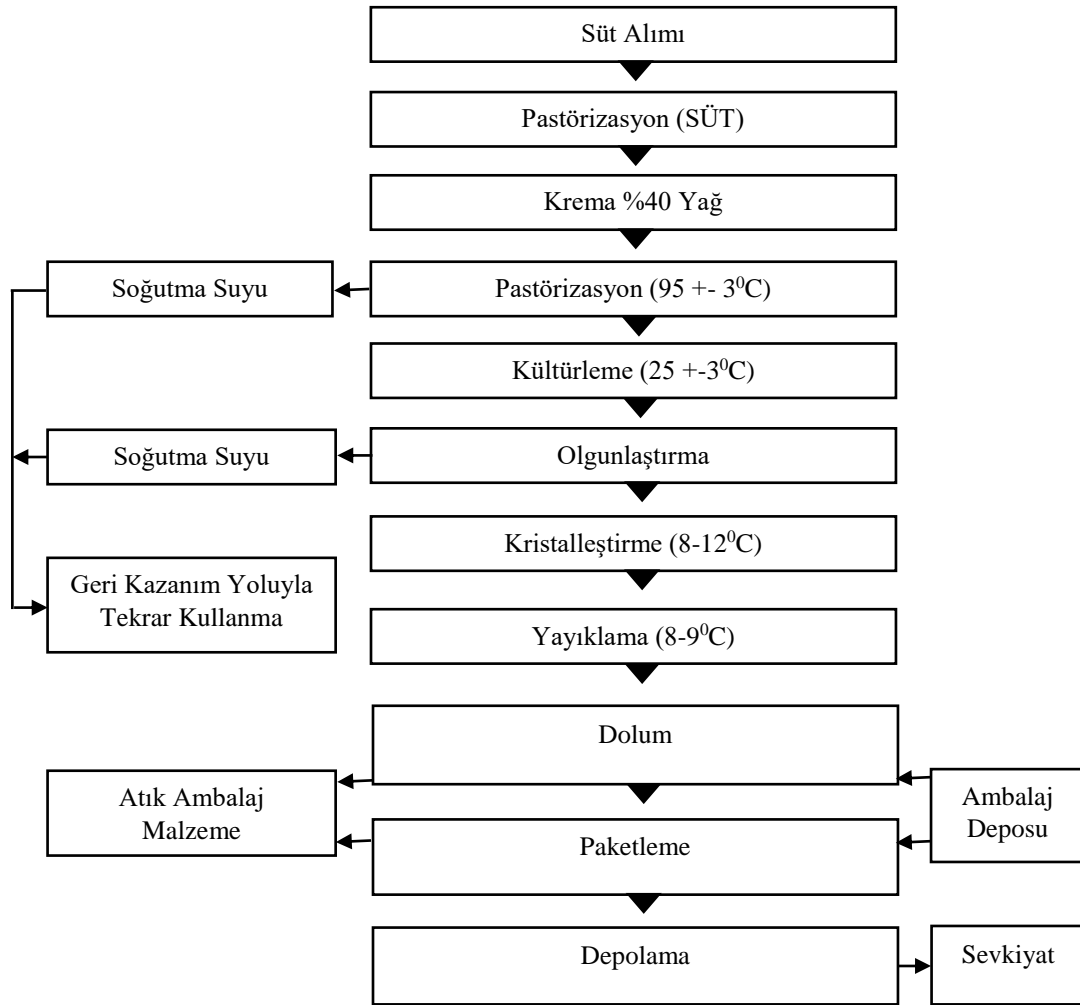 Süt Alımı
Pastörizasyon (SÜT)
Krema %40 Yağ
Soğutma Suyu
Pastörizasyon (95 +- 3⁰C)
Kültürleme (25 +-3⁰C)
Soğutma Suyu
Olgunlaştırma
Kristalleştirme (8-12⁰C)
Geri Kazanım Yoluyla
Tekrar Kullanma
Yayıklama (8-9⁰C)
Dolum
Atık Ambalaj
Malzeme
Ambalaj
Deposu
Paketleme
Depolama
Sevkiyat